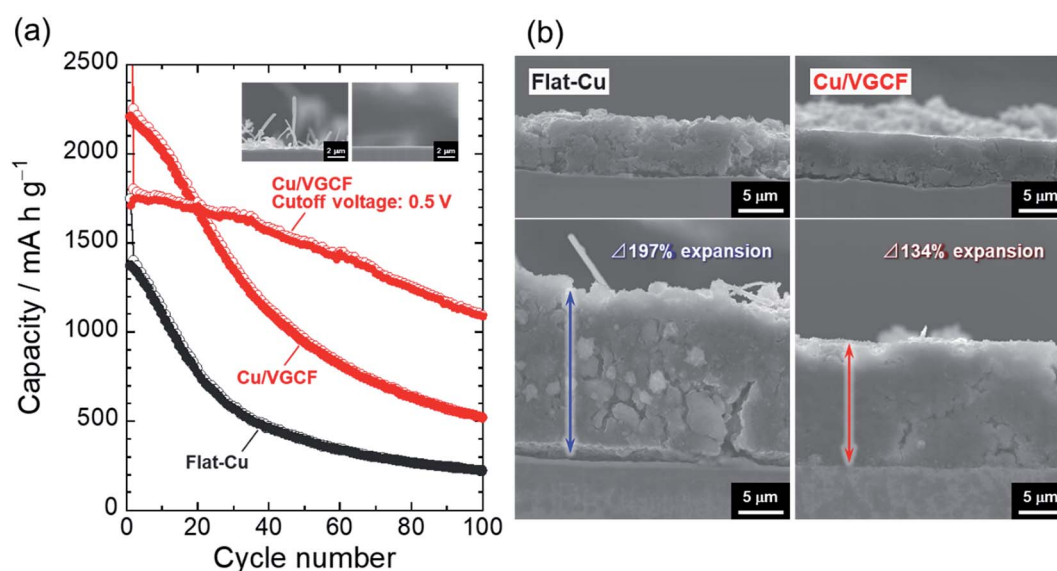 (a)
2500
2000
1500
1000
500
0
Capacity / mA h g⁻¹
0
20
40
60
80
100
Cycle number
2 μm
2 μm
Cu/VGCF
Cutoff voltage: 0.5 V
Cu/VGCF
Flat-Cu
(b)
Flat-Cu
5 μm
Cu/VGCF
5 μm
⊿197% expansion
5 μm
⊿134% expansion
5 μm